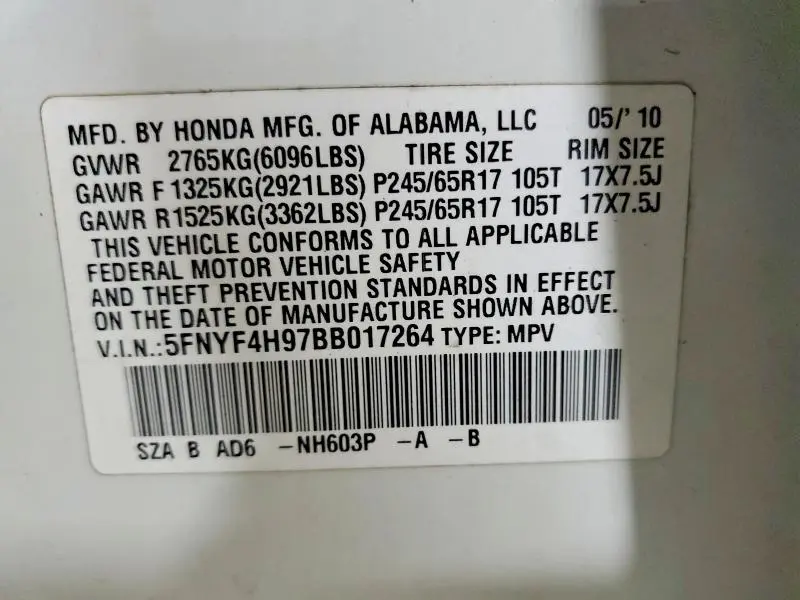 MFD. BY HONDA MFG. OF ALABAMA, LLC 05/'10
GVWR 2765KG(6096LBS) TIRE SIZE RIM SIZE
GAWR F 1325KG(2921LBS) P245/65R17 105T 17X7.5J
GAWR R1525KG(3362LBS) P245/65R17 105T 17X7.5J
THIS VEHICLE CONFORMS TO ALL APPLICABLE
FEDERAL MOTOR VEHICLE SAFETY
AND THEFT PREVENTION STANDARDS IN EFFECT
ON THE DATE OF MANUFACTURE SHOWN ABOVE.
V.I.N.:5FNYF4H97BB017264 TYPE: MPV
SZA B AD6 -NH603P -A -B